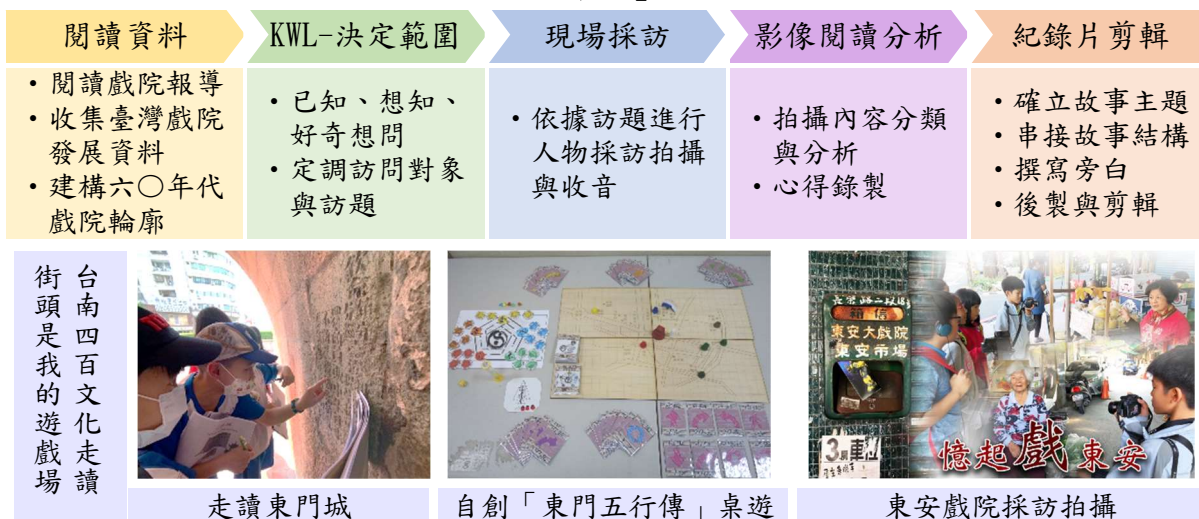 閱讀資料
KWL-決定範圍
現場採訪
影像閱讀分析
紀錄片剪輯
・閱讀戲院報導
・收集臺灣戲院
發展資料
・建構六〇年代
戲院輪廓
・已知、想知、
好奇想問
・定調訪問對象
與訪題
・依據訪題進行
人物採訪拍攝
與收音
・拍攝內容分類
與分析
・心得錄製
・確立故事主題
・串接故事結構
・撰寫旁白
・後製與剪輯
台南四百文化走讀
街頭是我的遊戲場
東安大戲院
東安市場
車位
憶起戲東安
走讀東門城
自創「東門五行傳」桌遊
東安戲院採訪拍攝